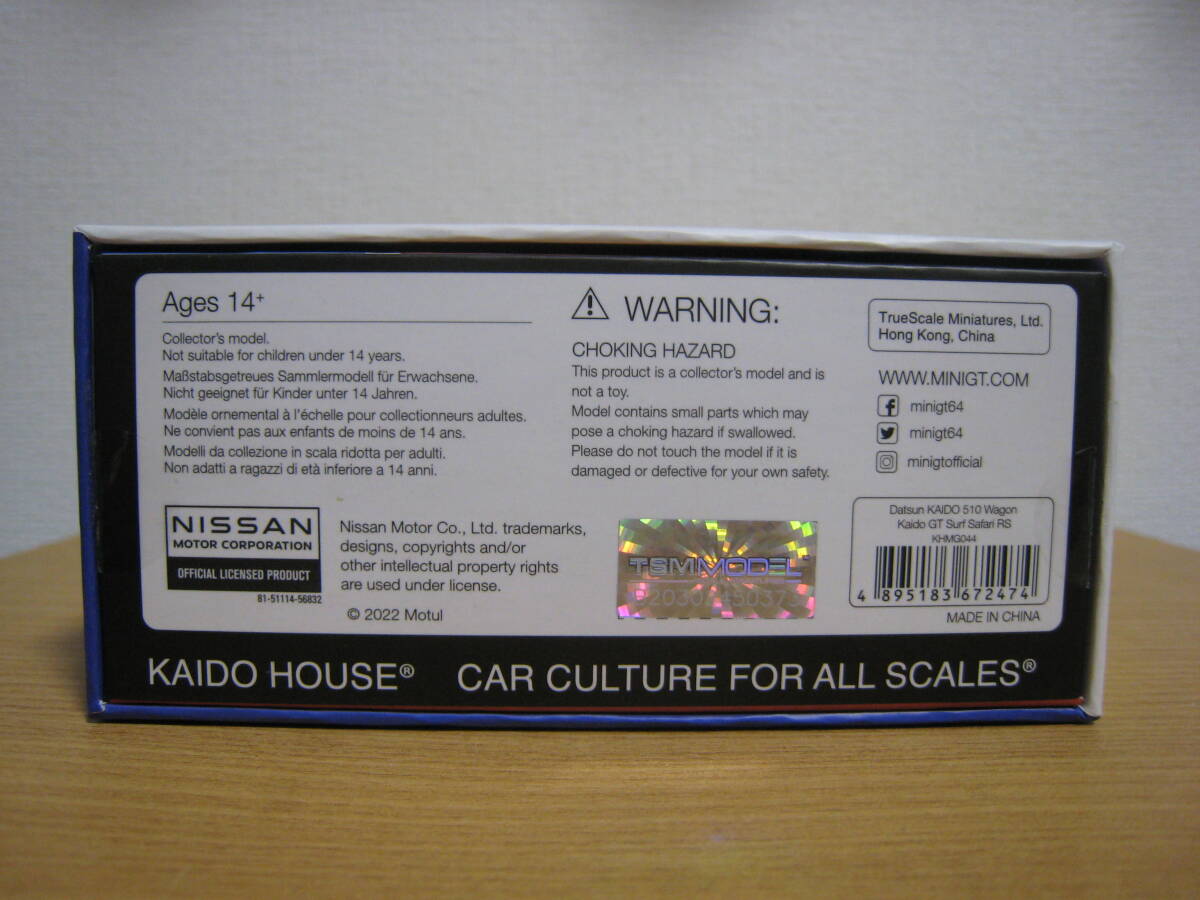 Ages 14+
Collector's model.
Not suitable for children under 14 years.
Maßstabsgetreues Sammlermodell für Erwachsene.
Nicht geeignet für Kinder unter 14 Jahren.
Modèle ornemental à l'échelle pour collectionneurs adultes.
Ne convient pas aux enfants de moins de 14 ans.
Modelli da collezione in scala ridotta per adulti.
Non adatti a ragazzi di età inferiore a 14 anni.
WARNING:
CHOKING HAZARD
This product is a collector's model and is
not a toy.
Model contains small parts which may
pose a choking hazard if swallowed.
Please do not touch the model if it is
damaged or defective for your own safety.
TrueScale Miniatures, Ltd.
Hong Kong, China
WWW.MINIGT.COM
minigt64
minigt64
minigtofficial
NISSAN
MOTOR CORPORATION
OFFICIAL LICENSED PRODUCT
81-51114-56832
Nissan Motor Co., Ltd. trademarks,
designs, copyrights and/or
other intellectual property rights
are used under license.
© 2022 Motul
TSM MODEL
Datsun KAIDO 510 Wagon
Kaido GT Surf Safari RS
KHMG044
4 895183 672474
MADE IN CHINA
KAIDO HOUSE® CAR CULTURE FOR ALL SCALES®